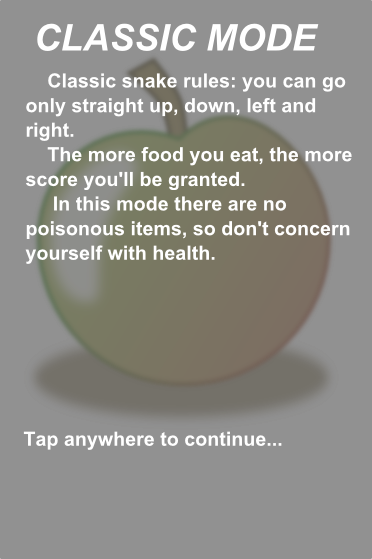 CLASSIC MODE
Classic snake rules: you can go
only straight up, down, left and
right.
The more food you eat, the more
score you'll be granted.
In this mode there are no
poisonous items, so don't concern
yourself with health.
Tap anywhere to continue...